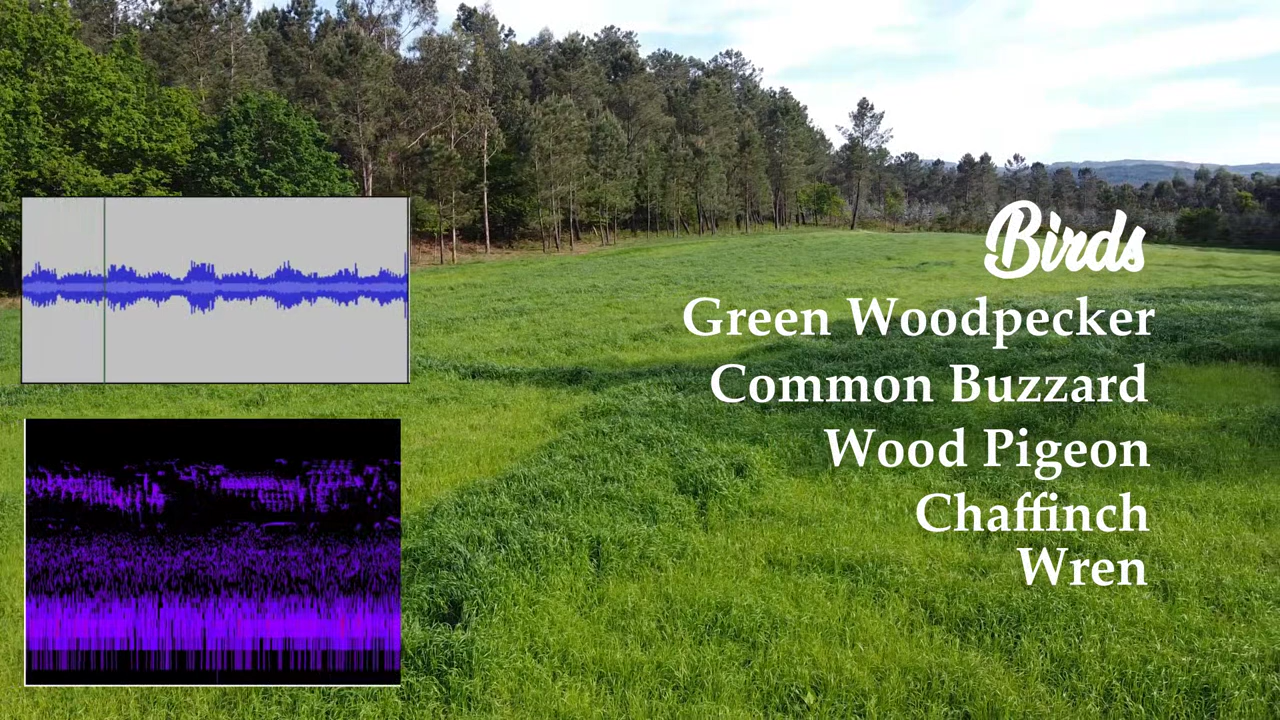 Birds
Green Woodpecker
Common Buzzard
Wood Pigeon
Chaffinch
Wren